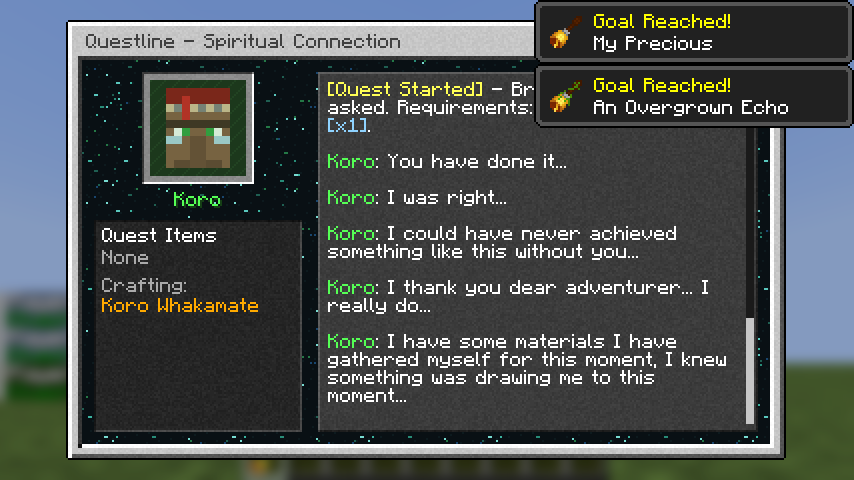 Questline - Spiritual Connection
Goal Reached!
My Precious
Goal Reached!
An Overgrown Echo
Koro
Quest Items
None
Crafting:
Koro Whakamate
[Quest Started] - Br
asked. Requirements:
[x1].
Koro: You have done it...
Koro: I was right...
Koro: I could have never achieved
something like this without you...
Koro: I thank you dear adventurer... I
really do...
Koro: I have some materials I have
gathered myself for this moment, I knew
something was drawing me to this
moment...